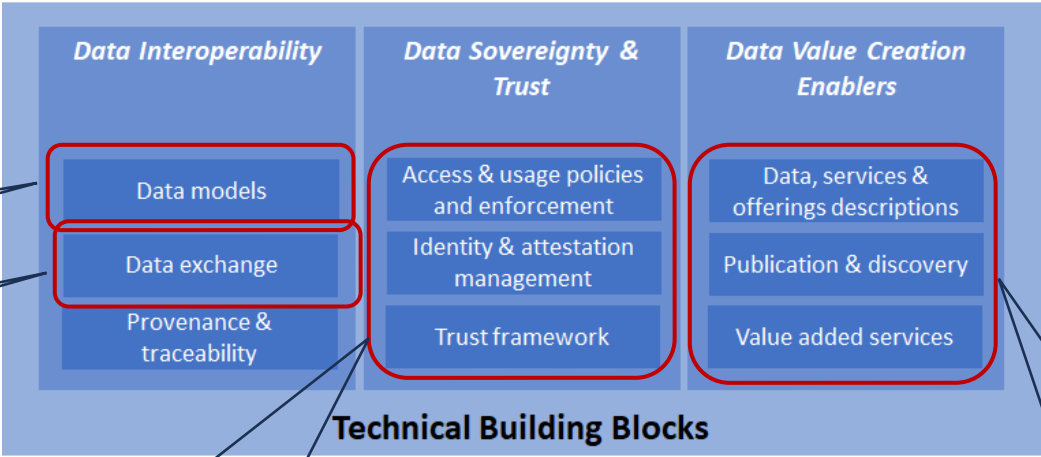 Data Interoperability
Data models
Data exchange
Provenance &
traceability
Data Sovereignty &
Trust
Access & usage policies
and enforcement
Identity & attestation
management
Trust framework
Data Value Creation
Enablers
Data, services &
offerings descriptions
Publication & discovery
Value added services
Technical Building Blocks